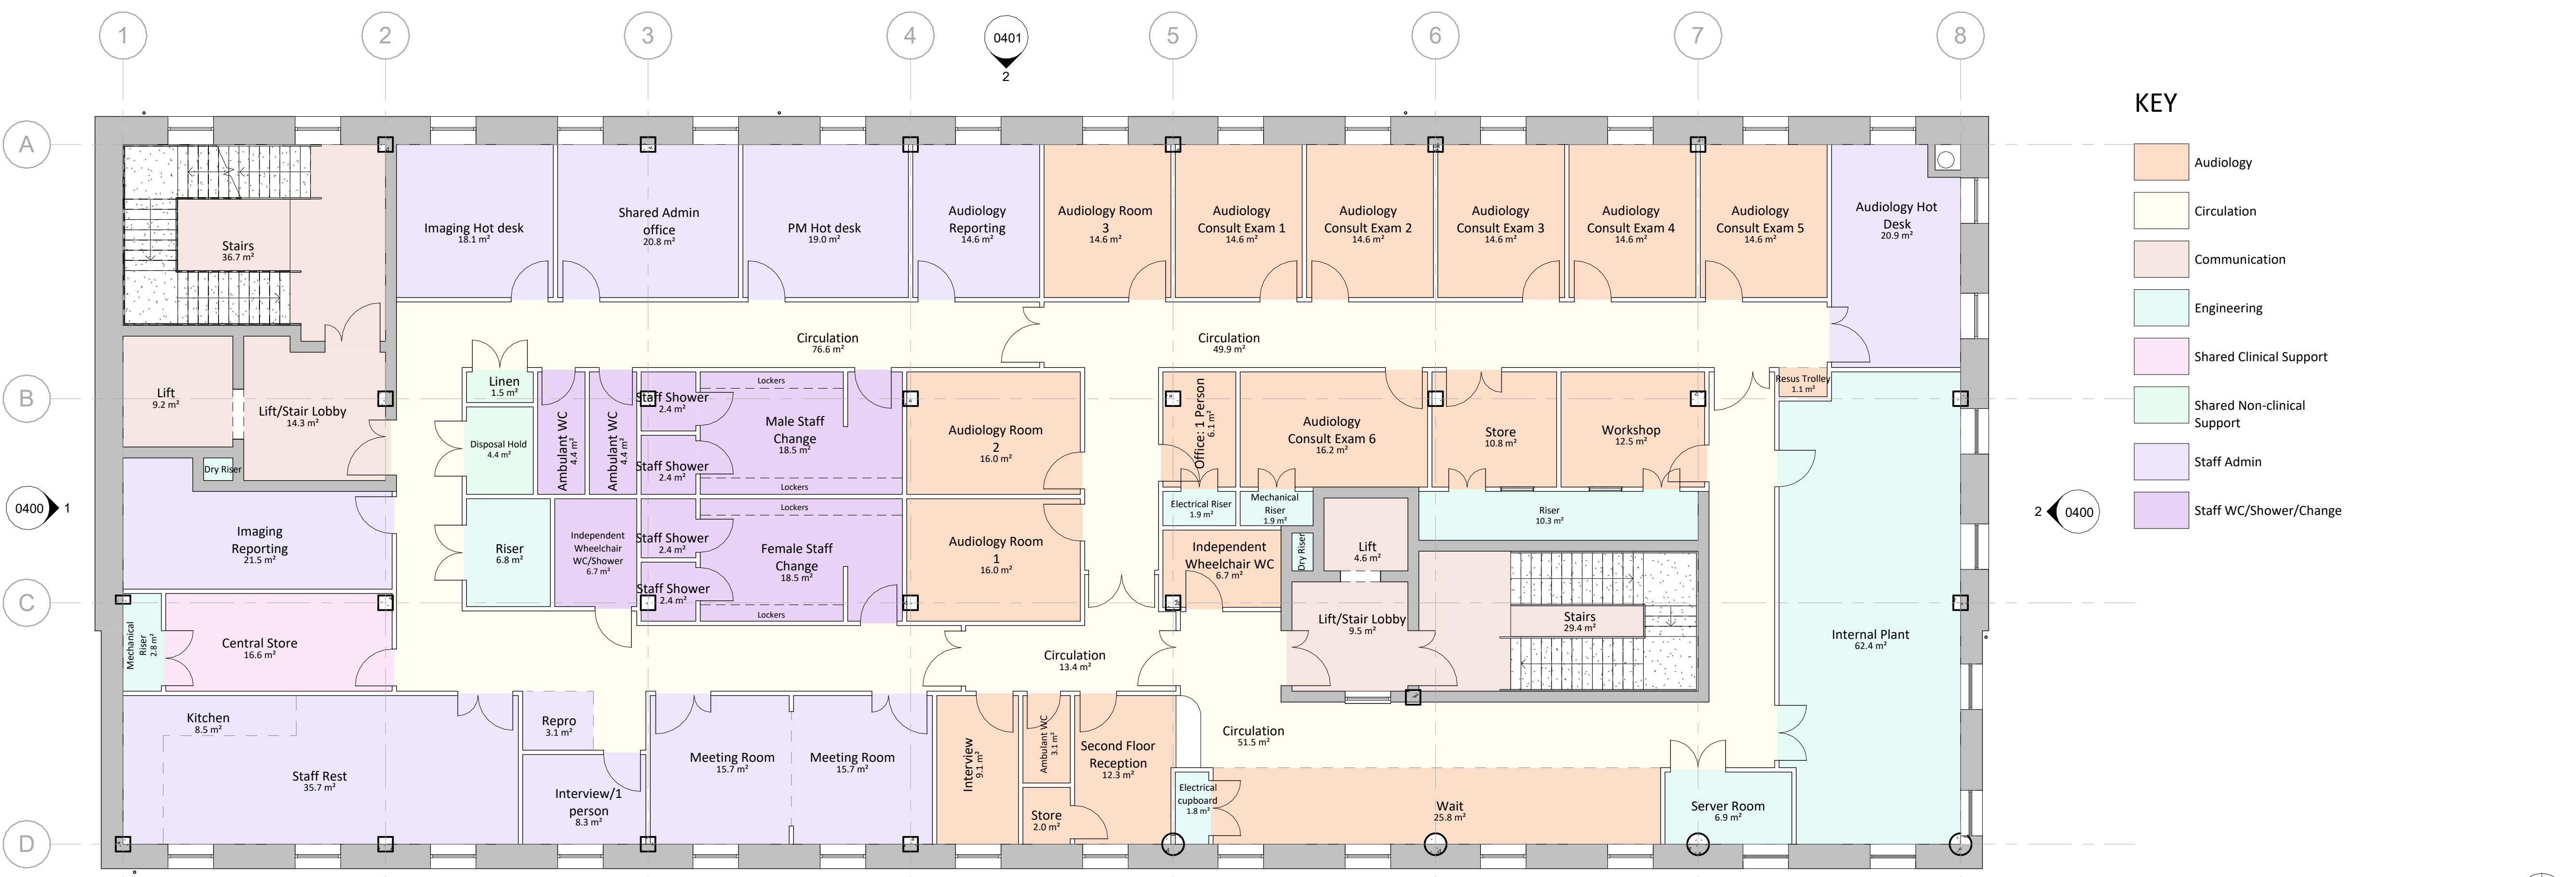 1
2
3
4
0401
2
5
6
7
8
KEY
A
Audiology
Circulation
Communication
Engineering
Shared Clinical Support
Shared Non-clinical
Support
Staff Admin
Staff WC/Shower/Change
Stairs
36.7 m²
Imaging Hot desk
18.1 m²
Shared Admin
office
20.8 m²
PM Hot desk
19.0 m²
Audiology
Reporting
14.6 m²
Audiology Room
3
14.6 m²
Audiology
Consult Exam 1
14.6 m²
Audiology
Consult Exam 2
14.6 m²
Audiology
Consult Exam 3
14.6 m²
Audiology
Consult Exam 4
14.6 m²
Audiology
Consult Exam 5
14.6 m²
Audiology Hot
Desk
20.9 m²
Circulation
76.6 m²
Circulation
49.9 m²
B
Lift
9.2 m²
Lift/Stair Lobby
14.3 m²
Dry Riser
Linen
1.5 m²
Disposal Hold
4.4 m²
Ambulant WC
4.4 m²
Ambulant WC
4.4 m²
Staff Shower
2.4 m²
Staff Shower
2.4 m²
Lockers
Male Staff
Change
18.5 m²
Lockers
Audiology Room
2
16.0 m²
Office: 1 Person
6.1 m²
Audiology
Consult Exam 6
16.2 m²
Store
10.8 m²
Workshop
12.5 m²
Resus Trolley
1.1 m²
0400
1
Imaging
Reporting
21.5 m²
Riser
6.8 m²
Independent
Wheelchair
WC/Shower
6.7 m²
Staff Shower
2.4 m²
Staff Shower
2.4 m²
Lockers
Female Staff
Change
18.5 m²
Lockers
Audiology Room
1
16.0 m²
Electrical Riser
1.9 m²
Mechanical
Riser
1.9 m²
Independent
Wheelchair WC
6.7 m²
Dry Riser
Lift
4.6 m²
Riser
10.3 m²
2
0400
C
Mechanical
Riser
2.8 m²
Central Store
16.6 m²
Circulation
13.4 m²
Lift/Stair Lobby
9.5 m²
Stairs
29.4 m²
Internal Plant
62.4 m²
Kitchen
8.5 m²
Staff Rest
35.7 m²
Repro
3.1 m²
Interview/1
person
8.3 m²
Meeting Room
15.7 m²
Meeting Room
15.7 m²
Interview
9.1 m²
Ambulant WC
3.1 m²
Store
2.0 m²
Second Floor
Reception
12.3 m²
Circulation
51.5 m²
Electrical
cupboard
1.8 m²
Wait
25.8 m²
Server Room
6.9 m²
D